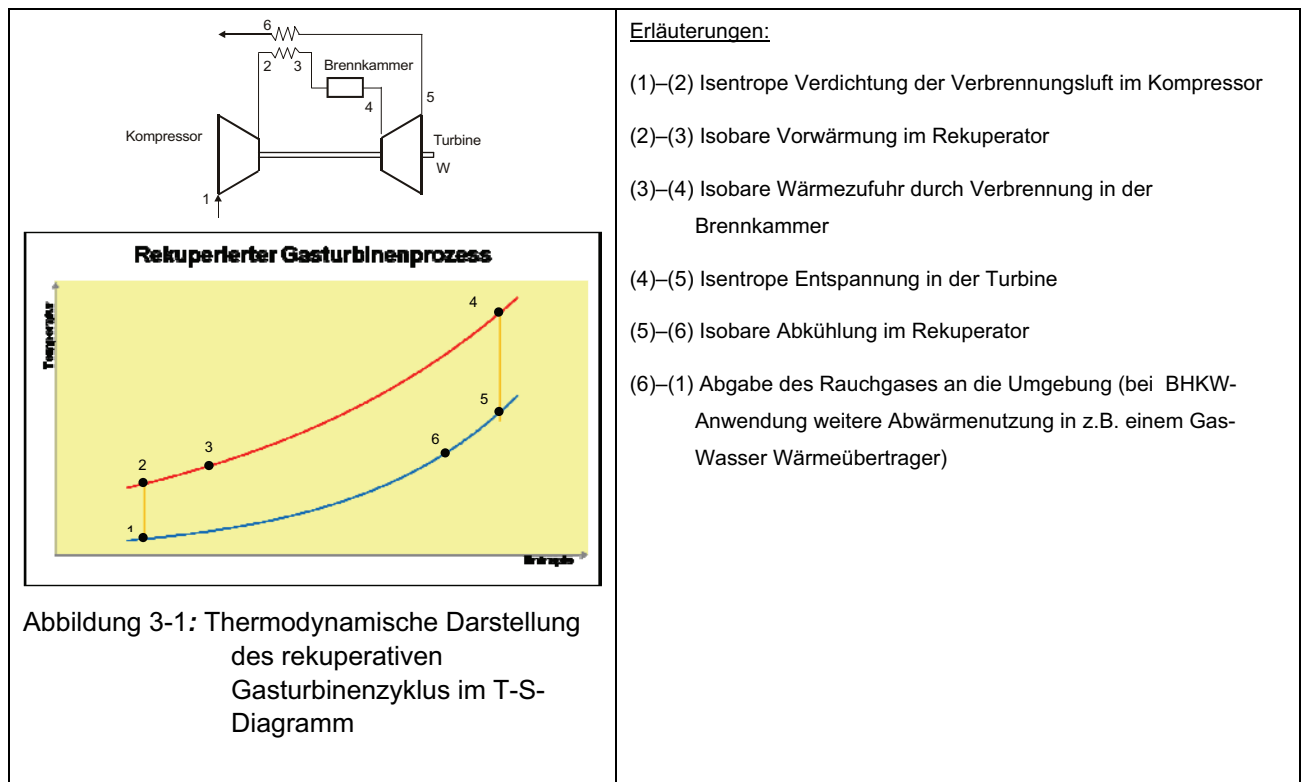 6
2 3
Brennkammer
4
5
Kompressor
Turbine
W
1
Rekuperierter Gasturbinenprozess
Temperatur
4
5
3
6
2
1
Entropie
Abbildung 3-1: Thermodynamische Darstellung
des rekuperativen
Gasturbinenzyklus im T-S-
Diagramm
Erläuterungen:
(1)–(2) Isentrope Verdichtung der Verbrennungsluft im Kompressor
(2)–(3) Isobare Vorwärmung im Rekuperator
(3)–(4) Isobare Wärmezufuhr durch Verbrennung in der
Brennkammer
(4)–(5) Isentrope Entspannung in der Turbine
(5)–(6) Isobare Abkühlung im Rekuperator
(6)–(1) Abgabe des Rauchgases an die Umgebung (bei BHKW-
Anwendung weitere Abwärmenutzung in z.B. einem Gas-
Wasser Wärmeübertrager)